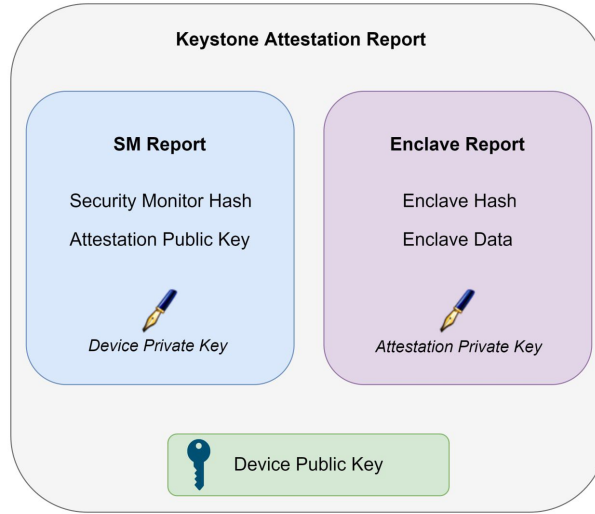 Keystone Attestation Report
SM Report
Security Monitor Hash
Attestation Public Key
Device Private Key
Enclave Report
Enclave Hash
Enclave Data
Attestation Private Key
Device Public Key